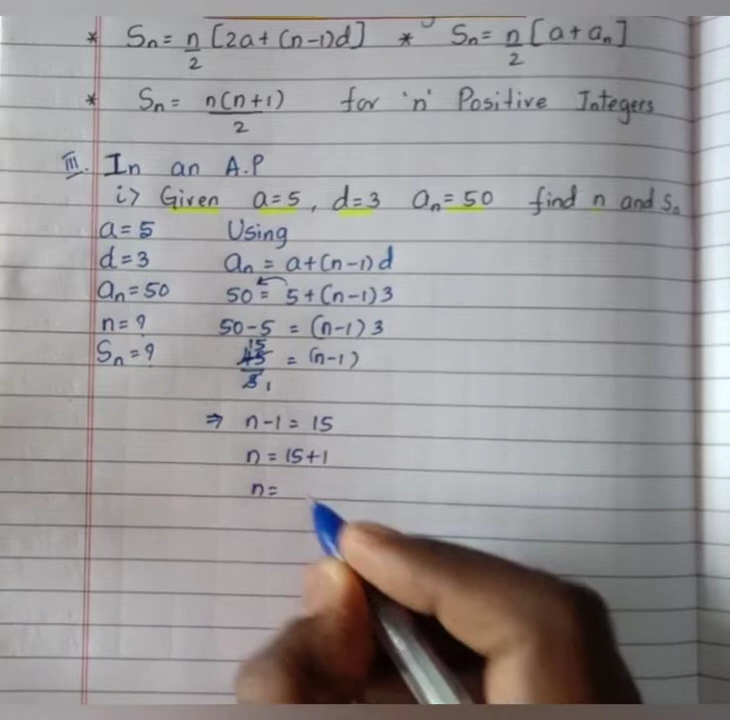 * Sn = n/2 [2a + (n-1)d] * Sn = n/2 [a + an]
* Sn = n(n+1)/2 for 'n' Positive Integers
III. In an A.P
i> Given a=5, d=3 an=50 find n and Sn
a=5 Using
d=3 an = a+(n-1)d
an=50 50 = 5+(n-1)3
n=? 50-5 = (n-1)3
Sn=? 15 45/3 1 = (n-1)
⇒ n-1 = 15
n = 15+1
n =